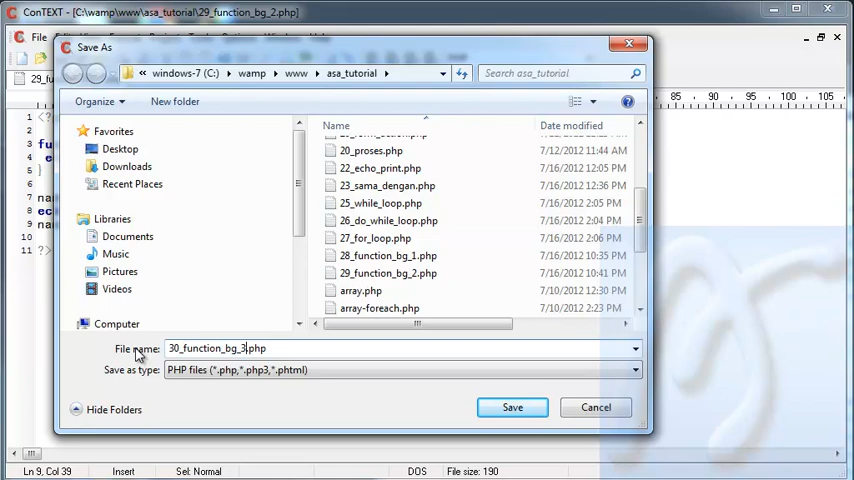 ConTEXT - [C:\wamp\www\asa_tutorial\29_function_bg_2.php]
File
Save As
windows-7 (C:) wamp www asa_tutorial
Search asa_tutorial
Organize New folder
85 90 95 100 105
Favorites
Desktop
Downloads
Recent Places
Libraries
Documents
Music
Pictures
Videos
Computer
Name Date modified
20_proses.php 7/12/2012 11:44 AM
22_echo_print.php 7/16/2012 12:05 PM
23_sama_dengan.php 7/16/2012 12:36 PM
25_while_loop.php 7/16/2012 2:05 PM
26_do_while_loop.php 7/16/2012 2:04 PM
27_for_loop.php 7/16/2012 2:06 PM
28_function_bg_1.php 7/16/2012 10:35 PM
29_function_bg_2.php 7/16/2012 10:41 PM
array.php 7/10/2012 12:30 PM
array-foreach.php 7/10/2012 2:23 PM
1 <?
2
3 fu
4 e
5 }
6
7 na
8 ec
9 na
10
11 ?>
File name: 30_function_bg_3.php
Save as type: PHP files (*.php,*.php3,*.phtml)
Hide Folders Save Cancel
Ln 9, Col 39 Insert Sel: Normal DOS File size: 190